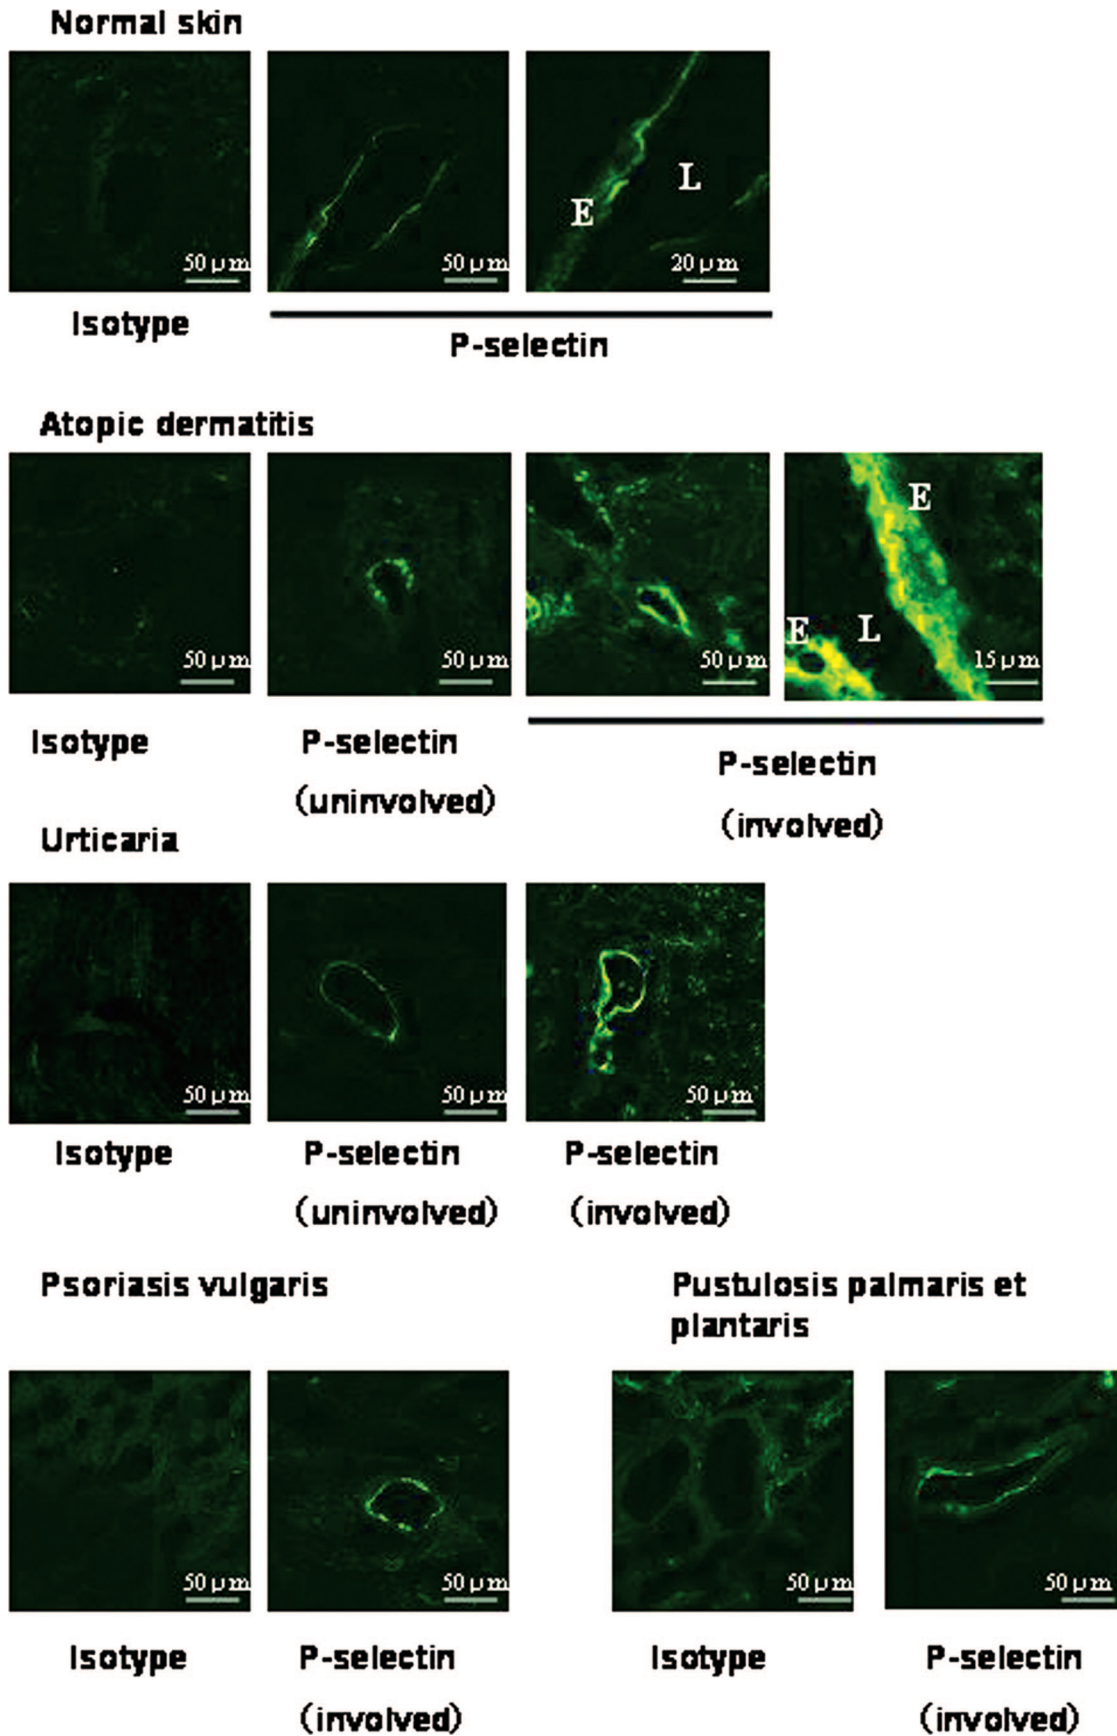 Normal skin
50 μm
50 μm
L
E
20 μm
Isotype
P-selectin
Atopic dermatitis
50 μm
50 μm
50 μm
E
E
L
15 μm
Isotype
P-selectin
(uninvolved)
P-selectin
(involved)
Urticaria
50 μm
50 μm
50 μm
Isotype
P-selectin
(uninvolved)
P-selectin
(involved)
Psoriasis vulgaris
Pustulosis palmaris et
plantaris
50 μm
50 μm
50 μm
50 μm
Isotype
P-selectin
(involved)
Isotype
P-selectin
(involved)